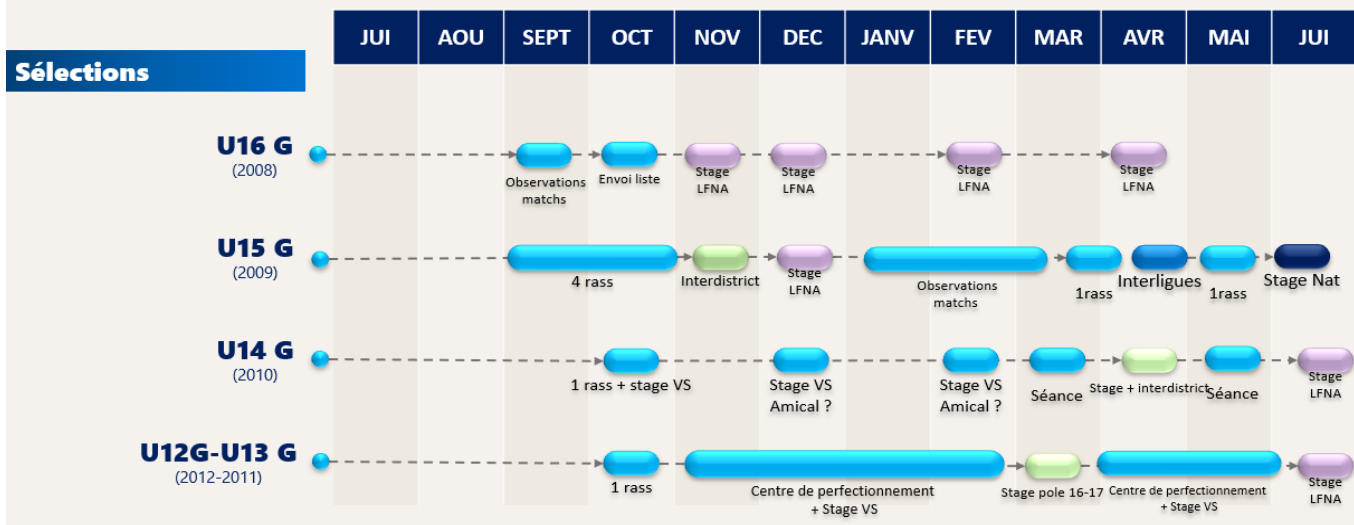 JUI AOU SEPT OCT NOV DEC JANV FEV MAR AVR MAI JUI
Sélections
U16 G
(2008)
Observations
matchs
Envoi liste
Stage
LFNA
Stage
LFNA
Stage
LFNA
Stage
LFNA
U15 G
(2009)
4 rass
Interdistrict
Stage
LFNA
Observations
matchs
1rass
Interligues
1rass
Stage Nat
U14 G
(2010)
1 rass + stage VS
Stage VS
Amical ?
Stage VS
Amical ?
Séance
Stage + interdistrict
Séance
Stage
LFNA
U12G-U13 G
(2012-2011)
1 rass
Centre de perfectionnement
+ Stage VS
Stage pole 16-17
Centre de perfectionnement
+ Stage VS
Stage
LFNA